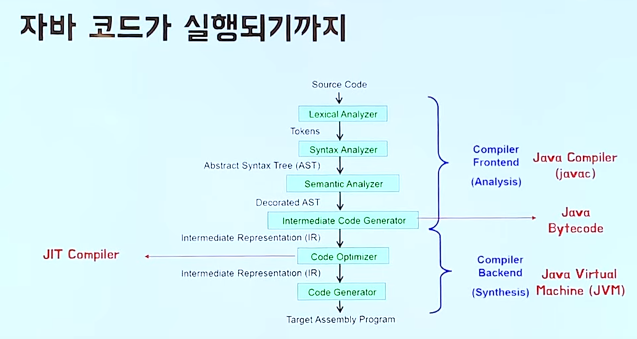 자바 코드가 실행되기까지
Source Code
Lexical Analyzer
Tokens
Syntax Analyzer
Abstract Syntax Tree (AST)
Semantic Analyzer
Decorated AST
Intermediate Code Generator
Intermediate Representation (IR)
Code Optimizer
Intermediate Representation (IR)
Code Generator
Target Assembly Program
Compiler
Frontend
(Analysis)
Java Compiler
(javac)
Java
Bytecode
JIT Compiler
Compiler
Backend
(Synthesis)
Java Virtual
Machine (JVM)